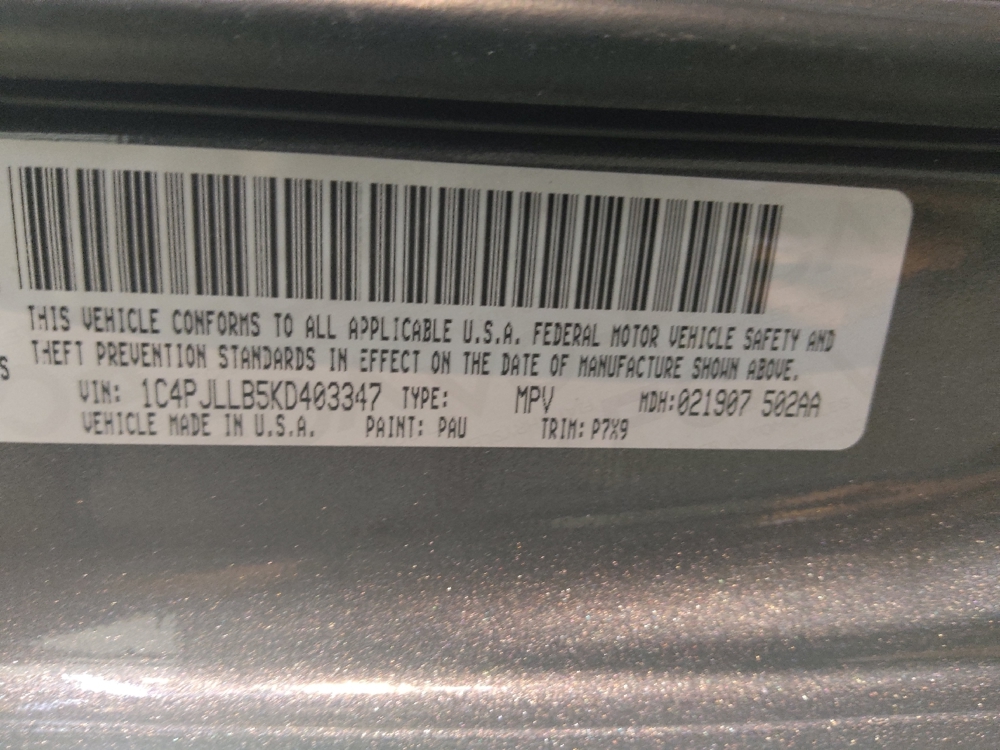 THIS VEHICLE CONFORMS TO ALL APPLICABLE U.S.A. FEDERAL MOTOR VEHICLE SAFETY AND
THEFT PREVENTION STANDARDS IN EFFECT ON THE DATE OF MANUFACTURE SHOWN ABOVE.
VIN: 1C4PJLLB5KD403347 TYPE: MPV MDH:021907 502AA
VEHICLE MADE IN U.S.A. PAINT: PAU TRIM: P7X9